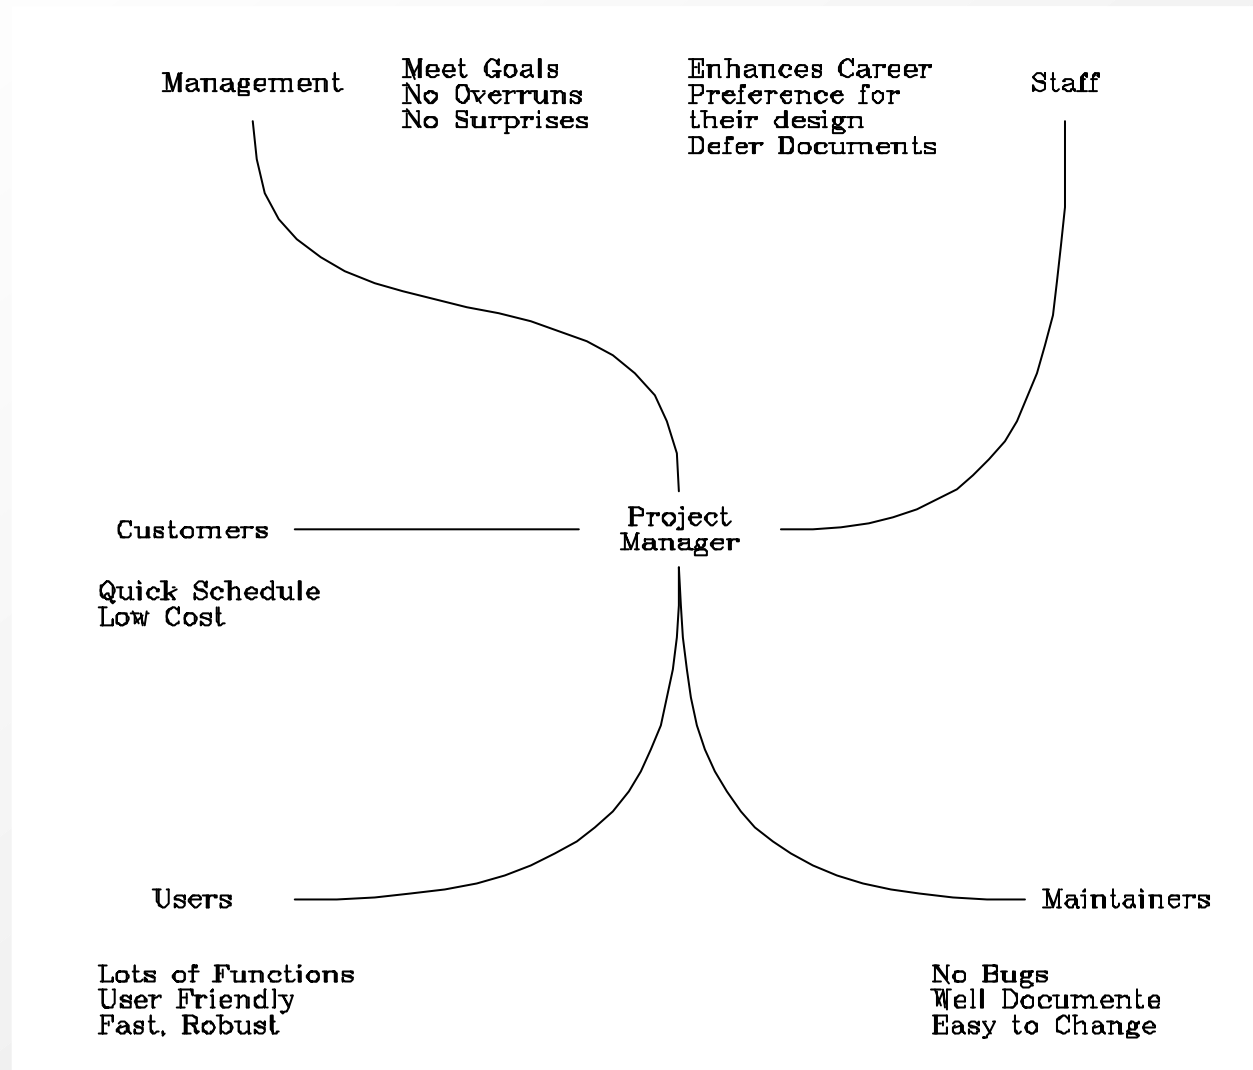 Management
Meet Goals
No Overruns
No Surprises
Enhances Career
Preference for
their design
Defer Documents
Staff
Customers
Project
Manager
Quick Schedule
Low Cost
Users
Maintainers
Lots of Functions
User Friendly
Fast, Robust
No Bugs
Well Documente
Easy to Change